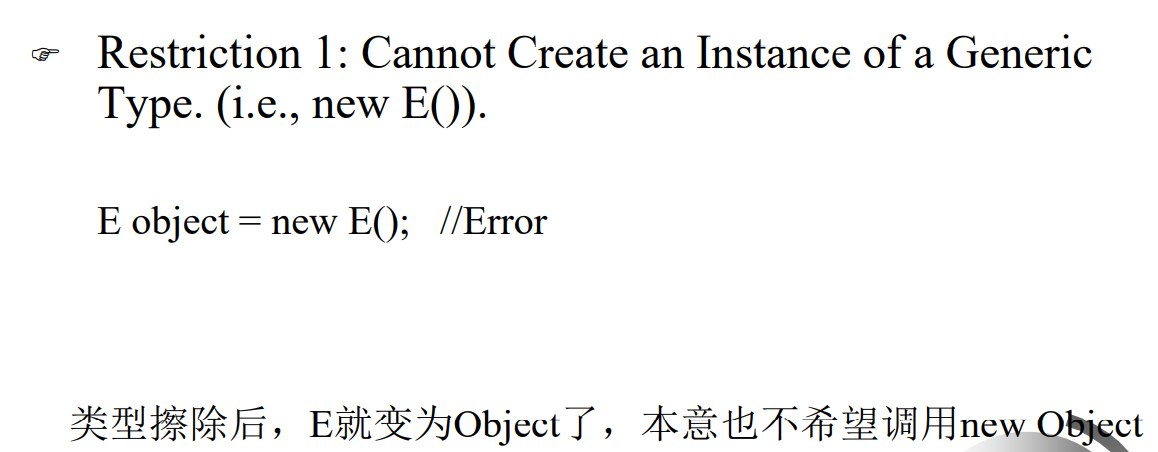 ☞ Restriction 1: Cannot Create an Instance of a Generic
Type. (i.e., new E()).
E object = new E(); //Error
类型擦除后，E就变为Object了，本意也不希望调用new Object